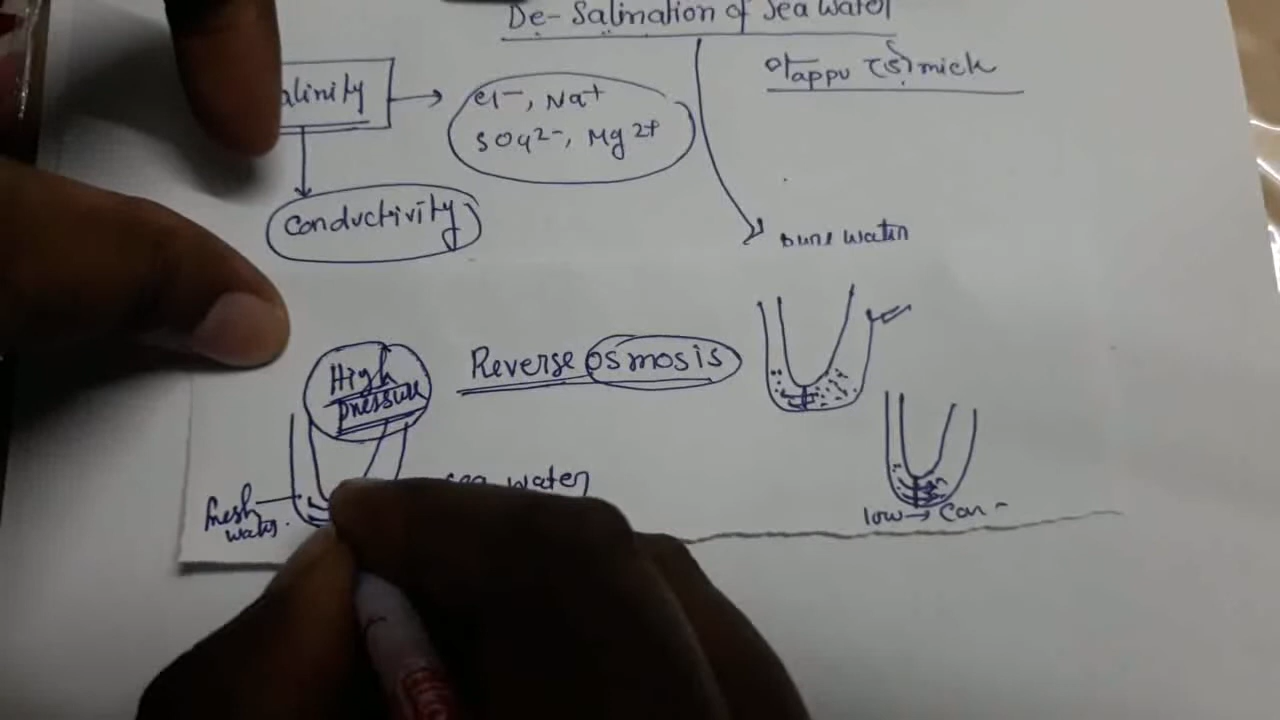 De- Salination of Sea Water
alinity
Cl⁻, Na⁺
SO4²⁻, Mg²⁺
Conductivity
pure water
High
pressure
Reverse osmosis
sea water
fresh
water.
low → Con -